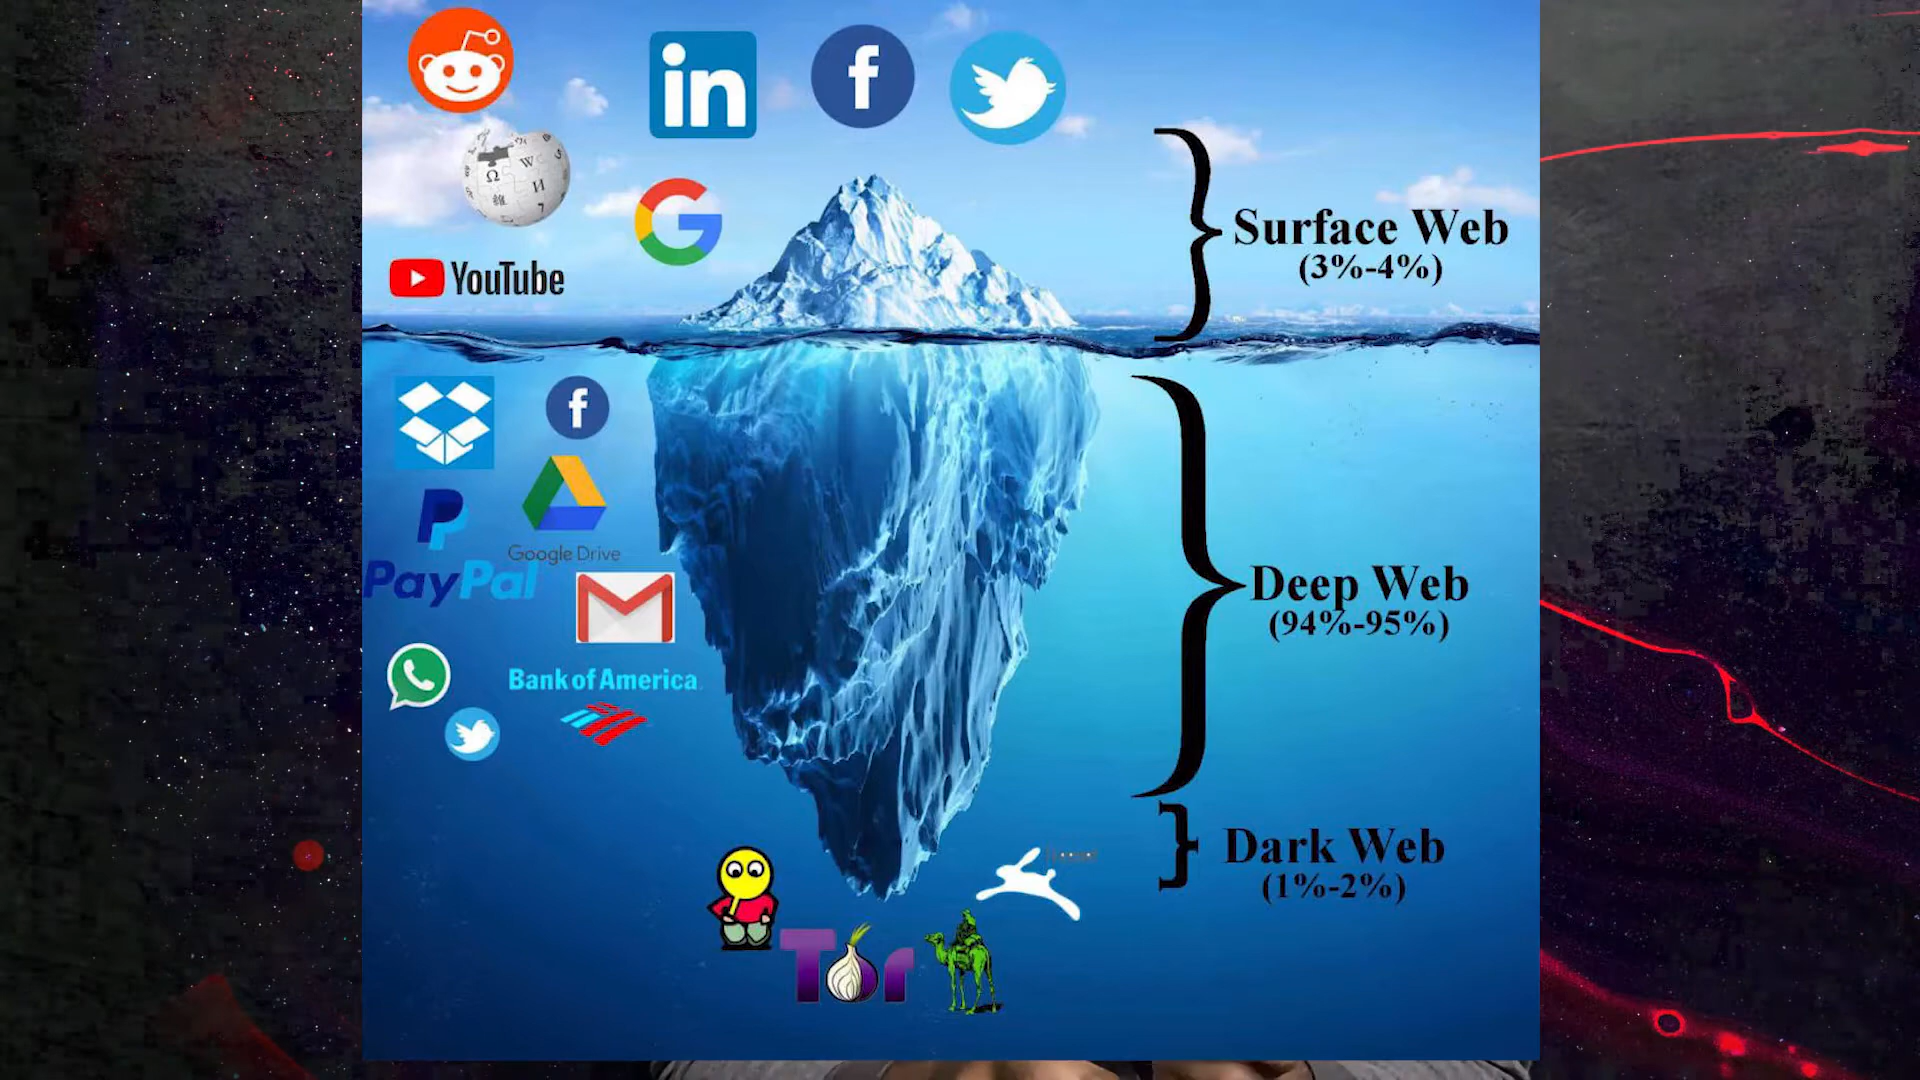 in
f
YouTube
Surface Web
(3%-4%)
f
PayPal
Google Drive
Bank of America
Deep Web
(94%-95%)
Dark Web
(1%-2%)
Tor